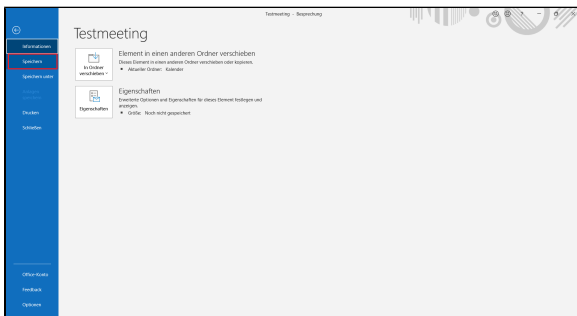 Testmeeting – Besprechung
?
Testmeeting
Informationen
Speichern
Speichern unter
Drucken
Schließen
Office-Konto
Feedback
Optionen
In Ordner
verschieben
Element in einen anderen Ordner verschieben
Dieses Element in einen anderen Ordner verschieben oder kopieren.
Aktueller Ordner: Kalender
Eigenschaften
Eigenschaften
Erweiterte Optionen und Eigenschaften für dieses Element festlegen und
anzeigen.
Größe: Noch nicht gespeichert